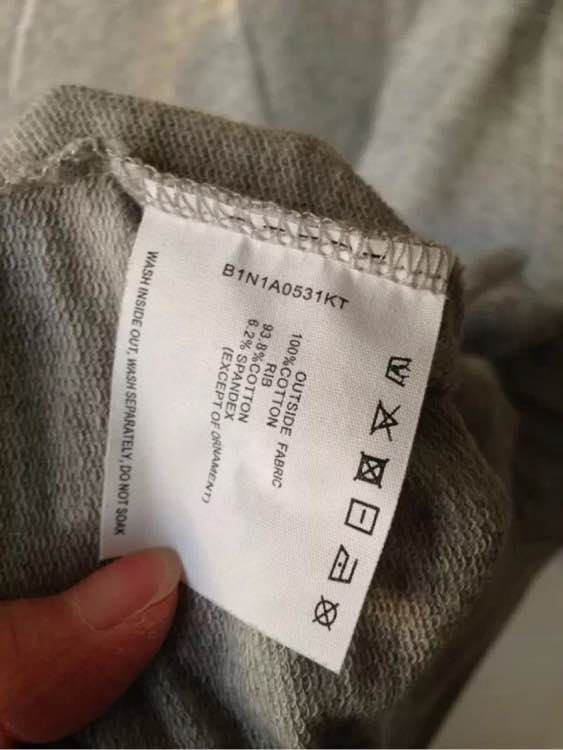 B1N1A0531KT
OUTSIDE FABRIC
100%COTTON
RIB
93.8%COTTON
6.2% SPANDEX
(EXCEPT OF ORNAMENT)
WASH INSIDE OUT, WASH SEPARATELY, DO NOT SOAK